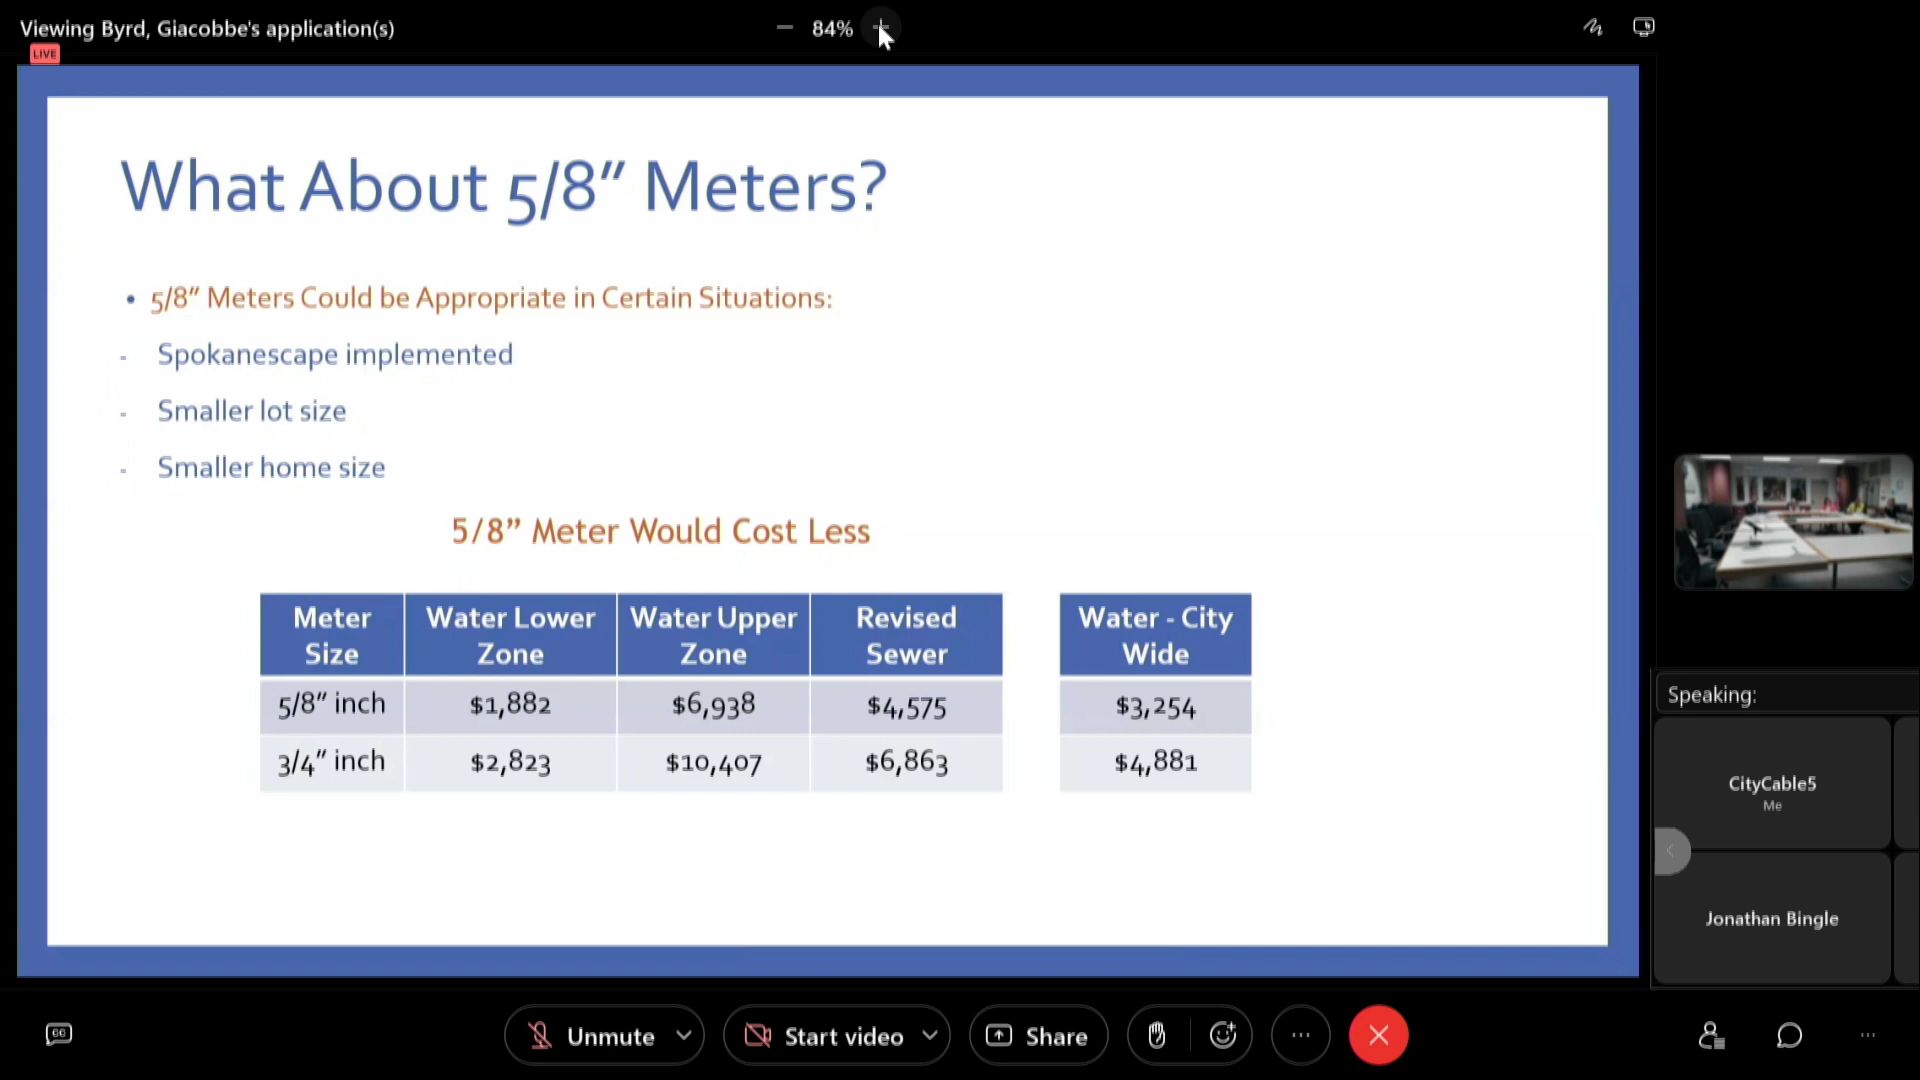 Viewing Byrd, Giacobbe's application(s)
84%
LIVE
What About 5/8" Meters?
• 5/8" Meters Could be Appropriate in Certain Situations:
- Spokanescape implemented
- Smaller lot size
- Smaller home size
5/8" Meter Would Cost Less
Meter Size Water Lower Zone Water Upper Zone Revised Sewer Water - City Wide
5/8" inch $1,882 $6,938 $4,575 $3,254
3/4" inch $2,823 $10,407 $6,863 $4,881
Speaking:
CityCable5
Me
Jonathan Bingle
Unmute Start video Share